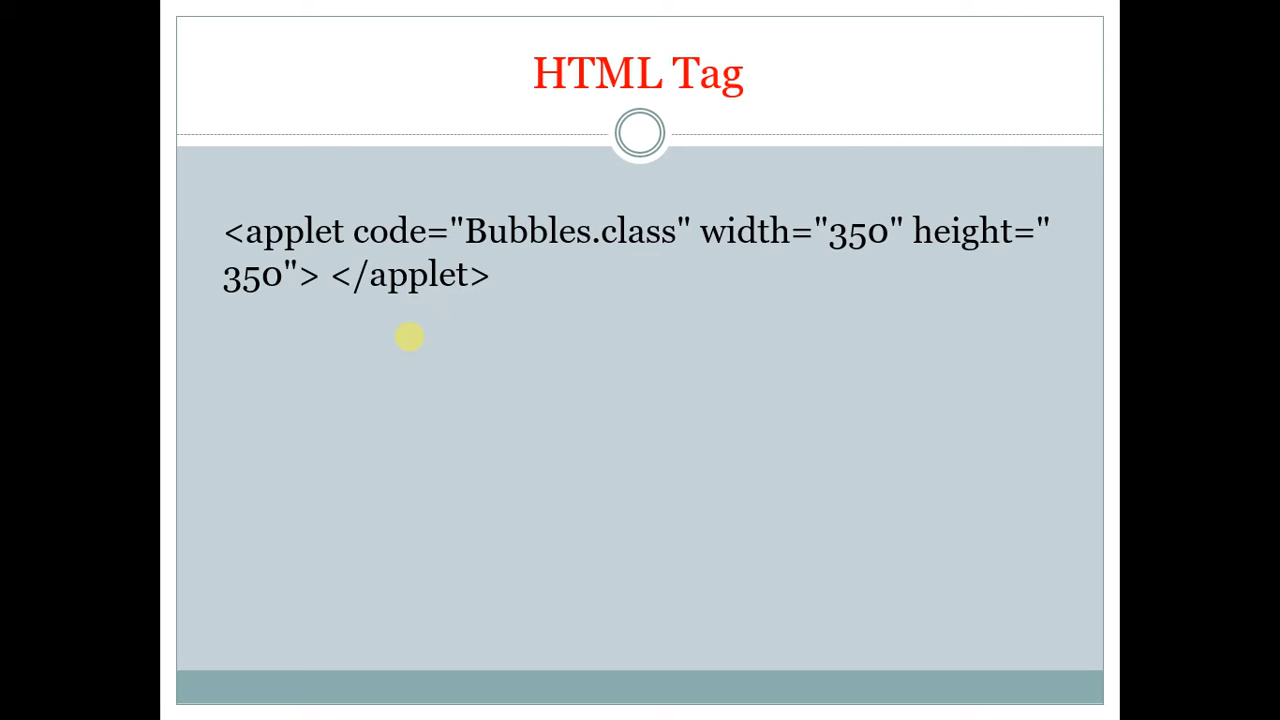 HTML Tag
<applet code="Bubbles.class" width="350" height="
350"> </applet>